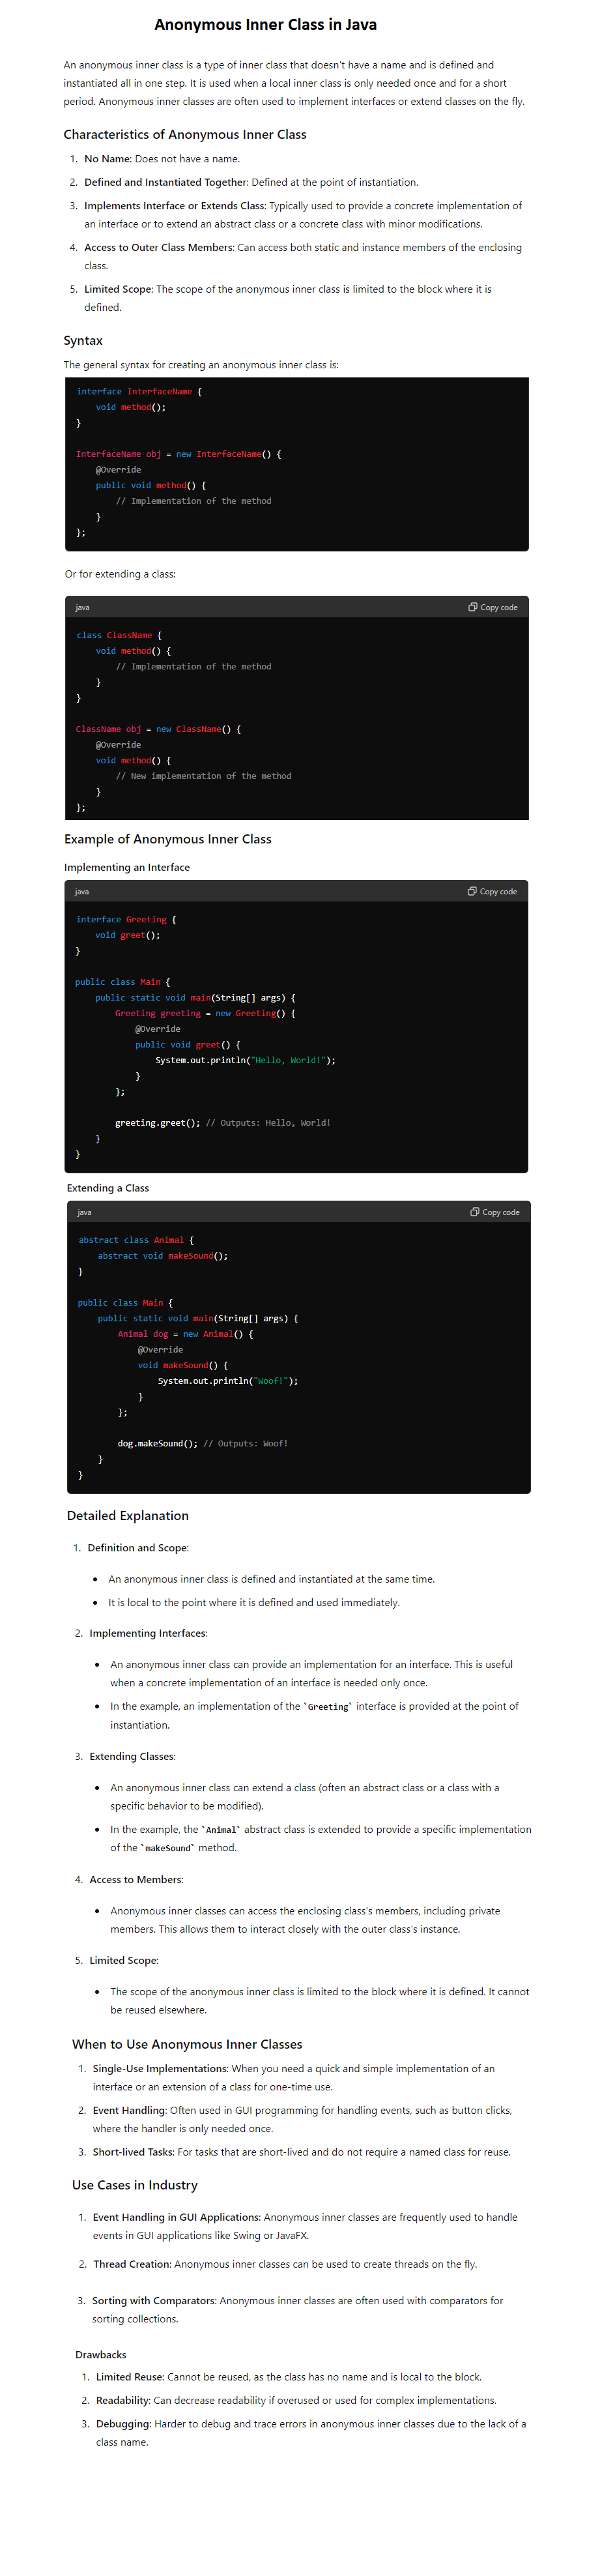 Anonymous Inner Class in Java
An anonymous inner class is a type of inner class that doesn't have a name and is defined and
instantiated all in one step. It is used when a local inner class is only needed once and for a short
period. Anonymous inner classes are often used to implement interfaces or extend classes on the fly.
Characteristics of Anonymous Inner Class
1. No Name: Does not have a name.
2. Defined and Instantiated Together: Defined at the point of instantiation.
3. Implements Interface or Extends Class: Typically used to provide a concrete implementation of
an interface or to extend an abstract class or a concrete class with minor modifications.
4. Access to Outer Class Members: Can access both static and instance members of the enclosing
class.
5. Limited Scope: The scope of the anonymous inner class is limited to the block where it is
defined.
Syntax
The general syntax for creating an anonymous inner class is:
interface InterfaceName {
void method();
}
InterfaceName obj = new InterfaceName() {
@Override
public void method() {
// Implementation of the method
}
};
Or for extending a class:
java Copy code
class ClassName {
void method() {
// Implementation of the method
}
}
ClassName obj = new ClassName() {
@Override
void method() {
// New implementation of the method
}
};
Example of Anonymous Inner Class
Implementing an Interface
java Copy code
interface Greeting {
void greet();
}
public class Main {
public static void main(String[] args) {
Greeting greeting = new Greeting() {
@Override
public void greet() {
System.out.println("Hello, World!");
}
};
greeting.greet(); // Outputs: Hello, World!
}
}
Extending a Class
java Copy code
abstract class Animal {
abstract void makeSound();
}
public class Main {
public static void main(String[] args) {
Animal dog = new Animal() {
@Override
void makeSound() {
System.out.println("Woof!");
}
};
dog.makeSound(); // Outputs: Woof!
}
}
Detailed Explanation
1. Definition and Scope:
• An anonymous inner class is defined and instantiated at the same time.
• It is local to the point where it is defined and used immediately.
2. Implementing Interfaces:
• An anonymous inner class can provide an implementation for an interface. This is useful
when a concrete implementation of an interface is needed only once.
• In the example, an implementation of the `Greeting` interface is provided at the point of
instantiation.
3. Extending Classes:
• An anonymous inner class can extend a class (often an abstract class or a class with a
specific behavior to be modified).
• In the example, the `Animal` abstract class is extended to provide a specific implementation
of the `makeSound` method.
4. Access to Members:
• Anonymous inner classes can access the enclosing class's members, including private
members. This allows them to interact closely with the outer class's instance.
5. Limited Scope:
• The scope of the anonymous inner class is limited to the block where it is defined. It cannot
be reused elsewhere.
When to Use Anonymous Inner Classes
1. Single-Use Implementations: When you need a quick and simple implementation of an
interface or an extension of a class for one-time use.
2. Event Handling: Often used in GUI programming for handling events, such as button clicks,
where the handler is only needed once.
3. Short-lived Tasks: For tasks that are short-lived and do not require a named class for reuse.
Use Cases in Industry
1. Event Handling in GUI Applications: Anonymous inner classes are frequently used to handle
events in GUI applications like Swing or JavaFX.
2. Thread Creation: Anonymous inner classes can be used to create threads on the fly.
3. Sorting with Comparators: Anonymous inner classes are often used with comparators for
sorting collections.
Drawbacks
1. Limited Reuse: Cannot be reused, as the class has no name and is local to the block.
2. Readability: Can decrease readability if overused or used for complex implementations.
3. Debugging: Harder to debug and trace errors in anonymous inner classes due to the lack of a
class name.